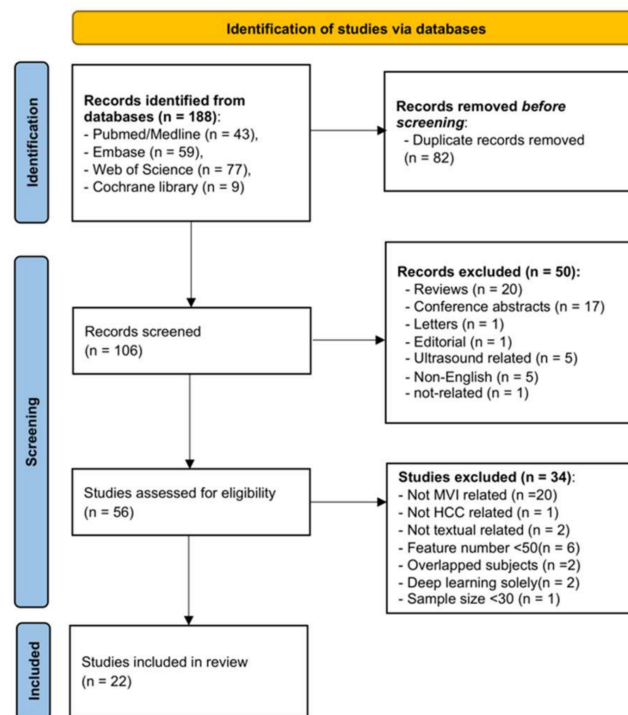 Identification of studies via databases
Identification
Records identified from
databases (n = 188):
- Pubmed/Medline (n = 43),
- Embase (n = 59),
- Web of Science (n = 77),
- Cochrane library (n = 9)
Records removed before
screening:
- Duplicate records removed
(n = 82)
Screening
Records screened
(n = 106)
Records excluded (n = 50):
- Reviews (n = 20)
- Conference abstracts (n = 17)
- Letters (n = 1)
- Editorial (n = 1)
- Ultrasound related (n = 5)
- Non-English (n = 5)
- not-related (n = 1)
Studies assessed for eligibility
(n = 56)
Studies excluded (n = 34):
- Not MVI related (n =20)
- Not HCC related (n = 1)
- Not textual related (n = 2)
- Feature number <50(n = 6)
- Overlapped subjects (n =2)
- Deep learning solely(n = 2)
- Sample size <30 (n = 1)
Included
Studies included in review
(n = 22)